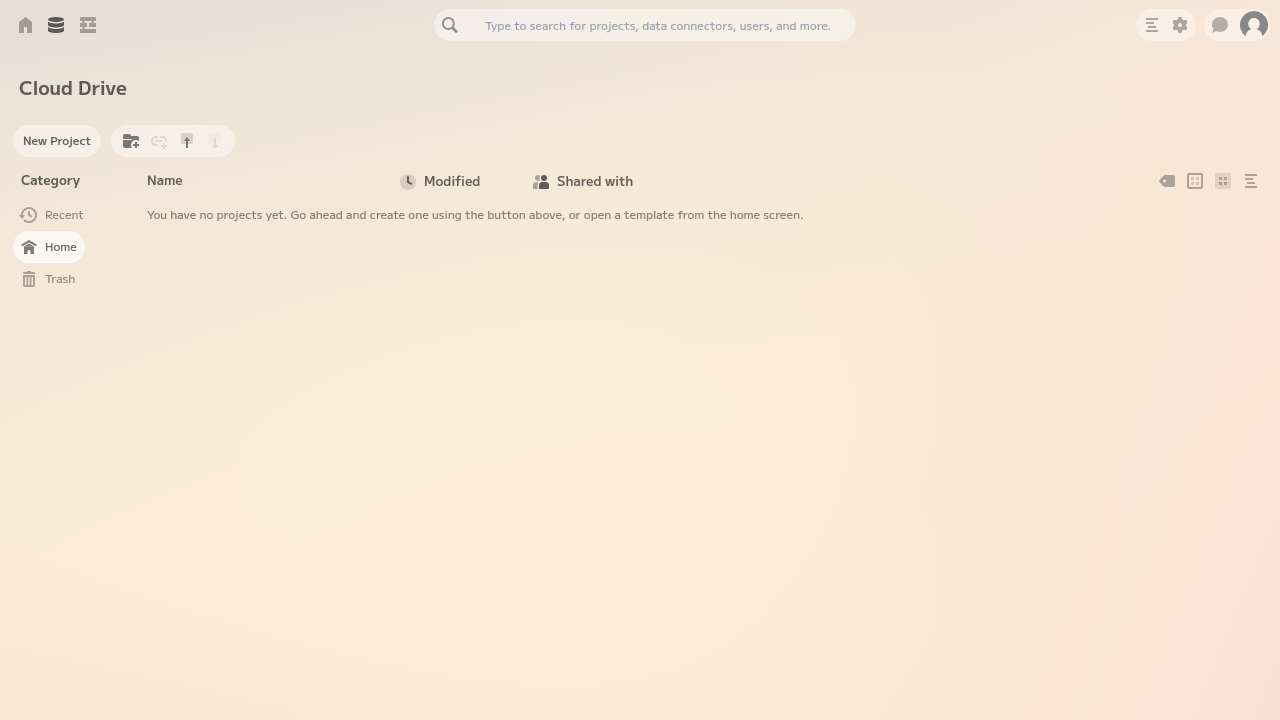 Type to search for projects, data connectors, users, and more.
Cloud Drive
New Project
Category
Name
Modified
Shared with
Recent
You have no projects yet. Go ahead and create one using the button above, or open a template from the home screen.
Home
Trash